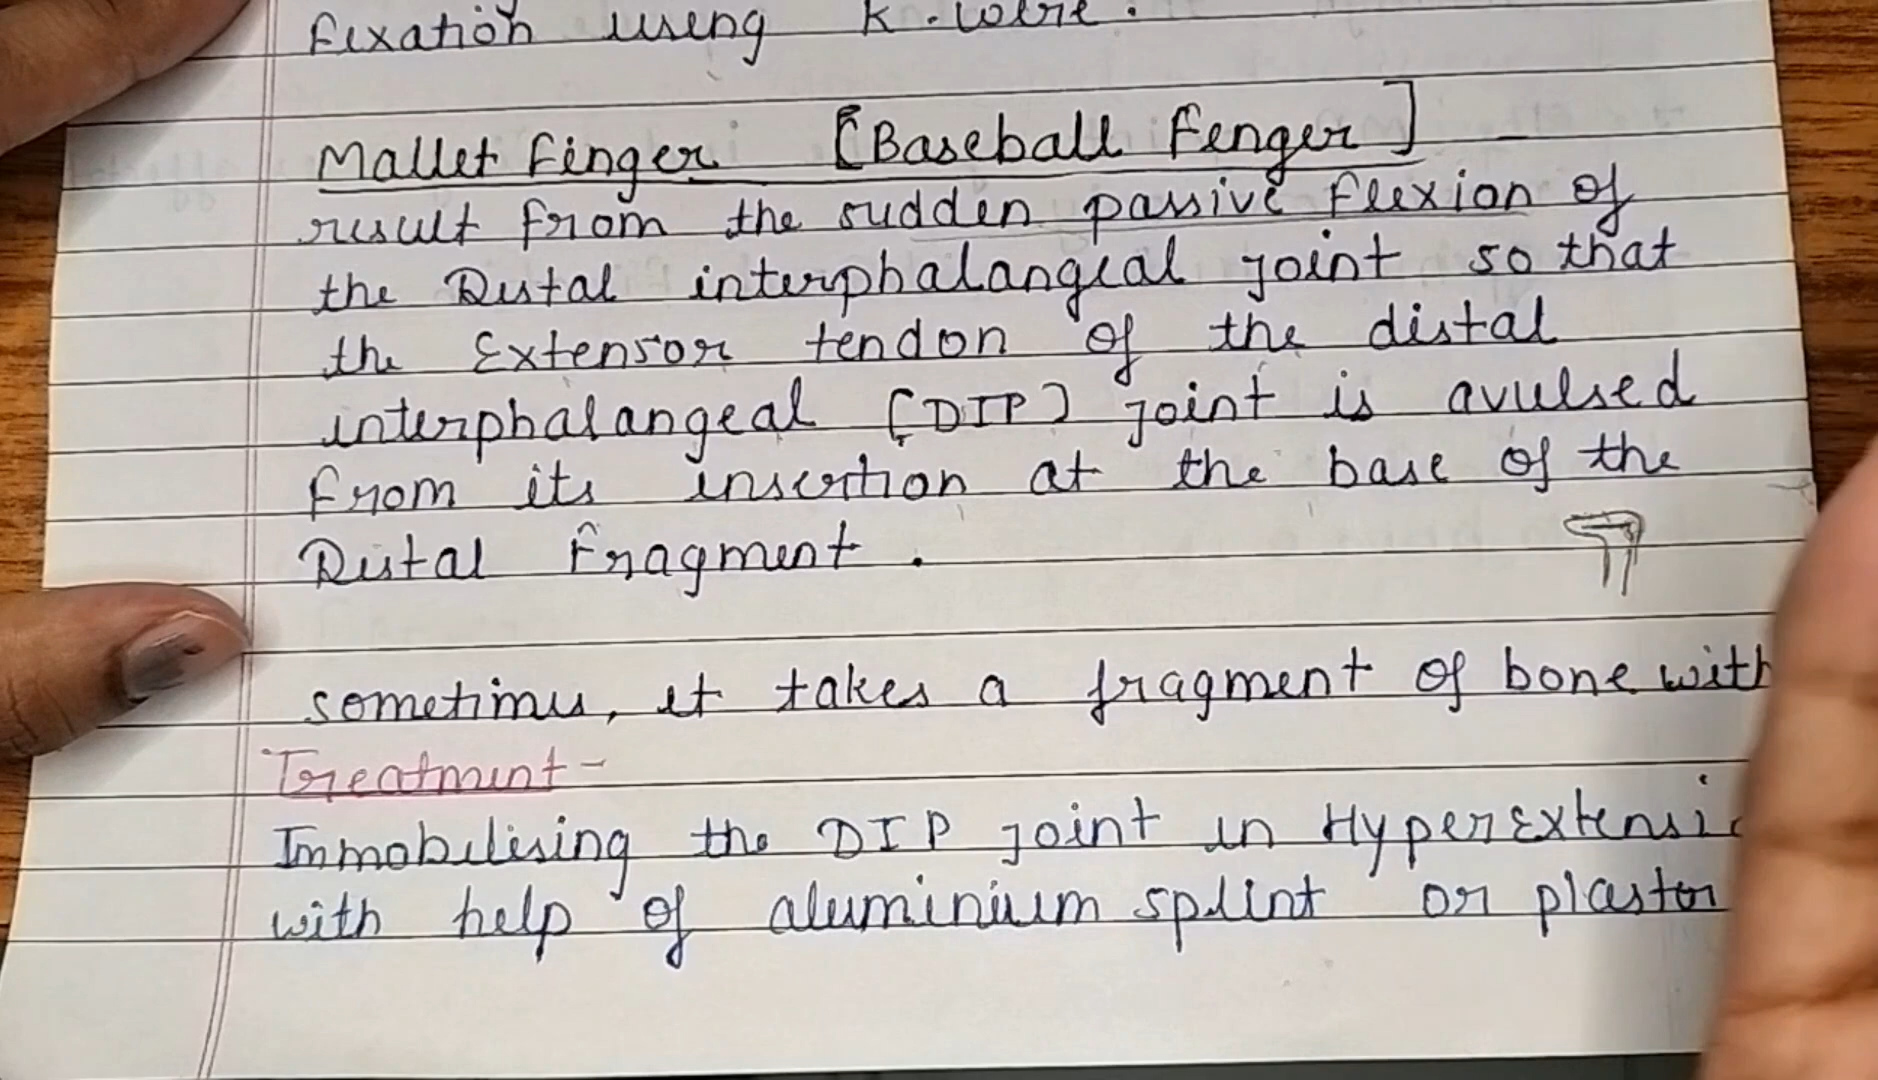 fixation using K-wire.
Mallet finger [Baseball Finger] —
result from the sudden passive flexion of
the Distal interphalangeal joint so that
the Extensor tendon of the distal
interphalangeal [DIP] joint is avulsed
from its insertion at the base of the
Distal Fragment.
sometimes, it takes a fragment of bone with
Treatment-
Immobilising the DIP joint in Hyperextensi
with help of aluminium splint or plaster